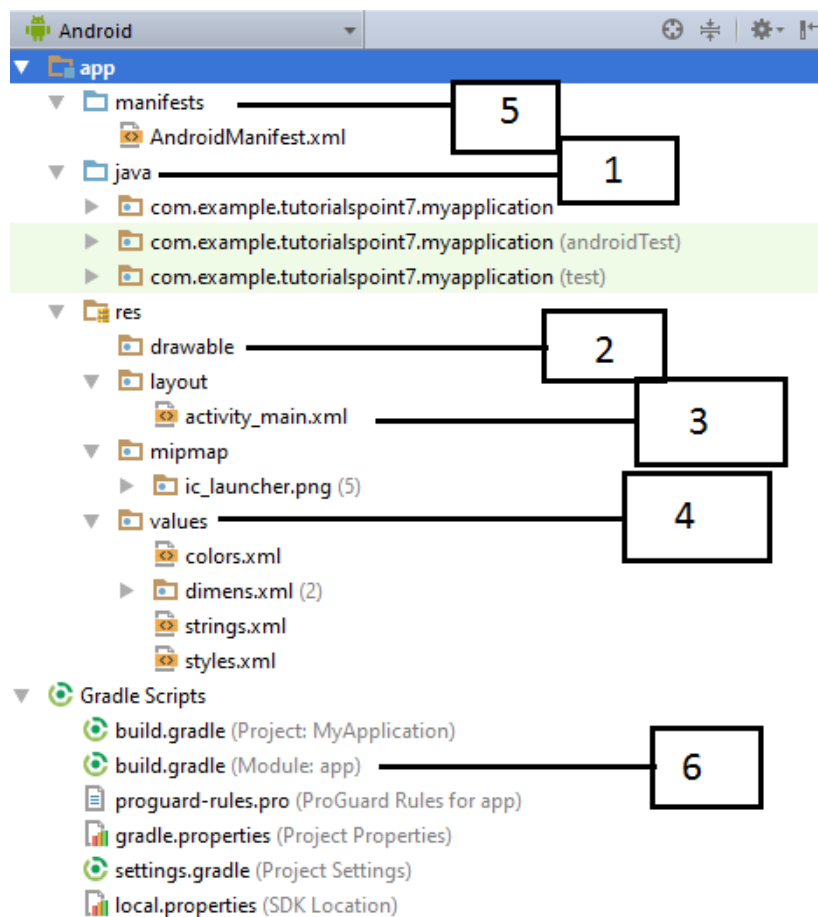 Android
app
manifests
5
AndroidManifest.xml
java
1
com.example.tutorialspoint7.myapplication
com.example.tutorialspoint7.myapplication (androidTest)
com.example.tutorialspoint7.myapplication (test)
res
drawable
2
layout
activity_main.xml
3
mipmap
ic_launcher.png (5)
values
4
colors.xml
dimens.xml (2)
strings.xml
styles.xml
Gradle Scripts
build.gradle (Project: MyApplication)
build.gradle (Module: app)
6
proguard-rules.pro (ProGuard Rules for app)
gradle.properties (Project Properties)
settings.gradle (Project Settings)
local.properties (SDK Location)